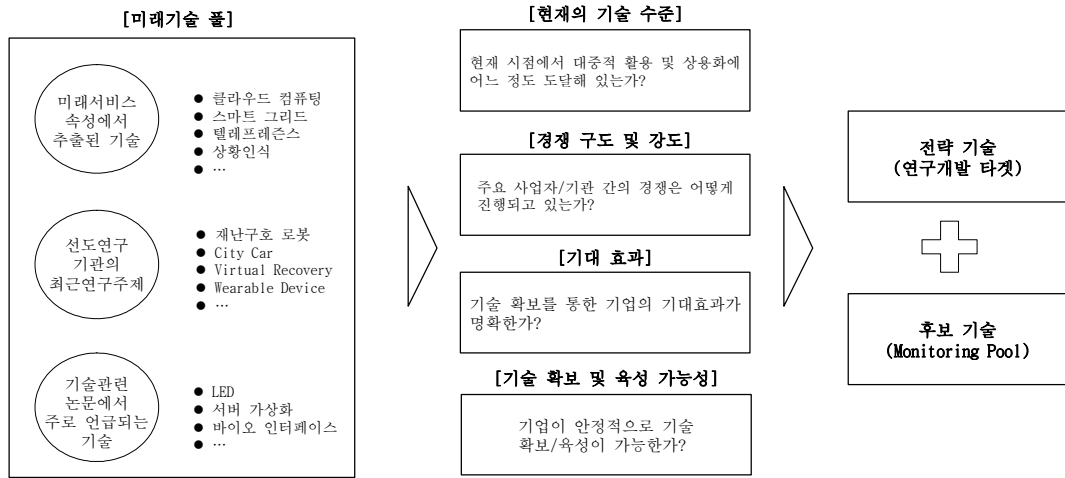 [미래기술 풀]
미래서비스
속성에서
추출된 기술
● 클라우드 컴퓨팅
● 스마트 그리드
● 텔레프레즌스
● 상황인식
● …
선도연구
기관의
최근연구주제
● 재난구호 로봇
● City Car
● Virtual Recovery
● Wearable Device
● …
기술관련
논문에서
주로 언급되는
기술
● LED
● 서버 가상화
● 바이오 인터페이스
● …
[현재의 기술 수준]
현재 시점에서 대중적 활용 및 상용화에
어느 정도 도달해 있는가?
[경쟁 구도 및 강도]
주요 사업자/기관 간의 경쟁은 어떻게
진행되고 있는가?
[기대 효과]
기술 확보를 통한 기업의 기대효과가
명확한가?
[기술 확보 및 육성 가능성]
기업이 안정적으로 기술
확보/육성이 가능한가?
전략 기술
(연구개발 타겟)
후보 기술
(Monitoring Pool)